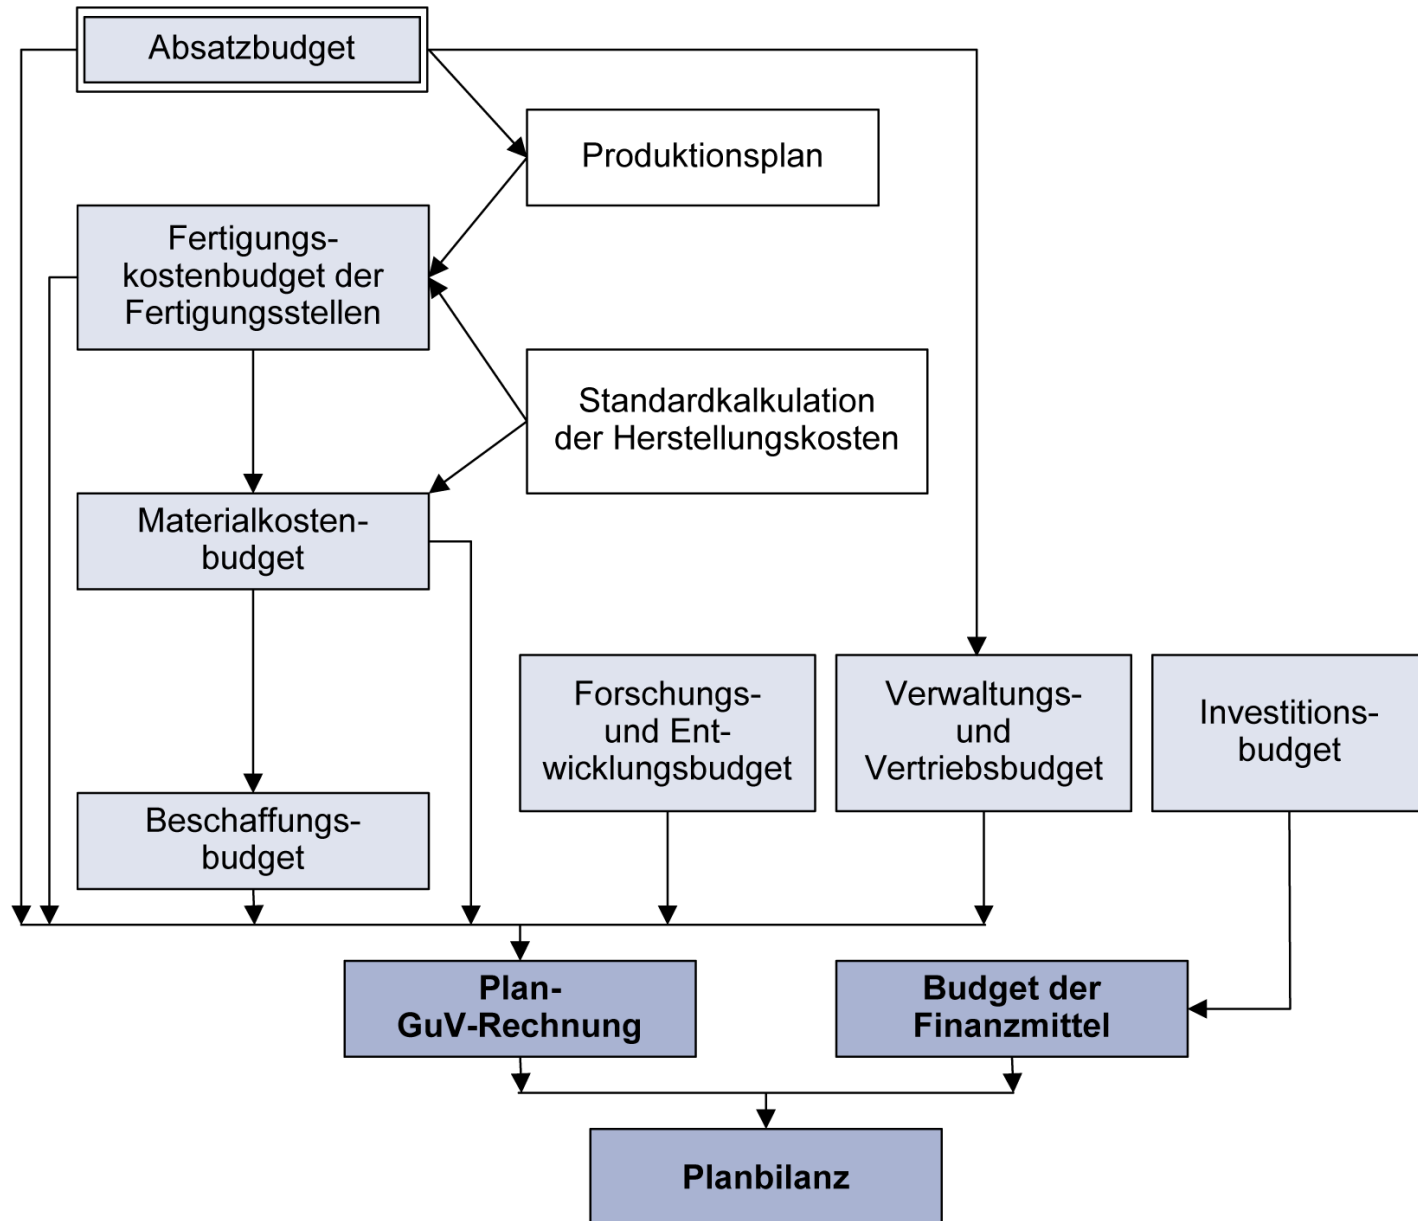 Absatzbudget
Produktionsplan
Fertigungs-
kostenbudget der
Fertigungsstellen
Standardkalkulation
der Herstellungskosten
Materialkosten-
budget
Forschungs-
und Ent-
wicklungsbudget
Verwaltungs-
und
Vertriebsbudget
Investitions-
budget
Beschaffungs-
budget
Plan-
GuV-Rechnung
Budget der
Finanzmittel
Planbilanz